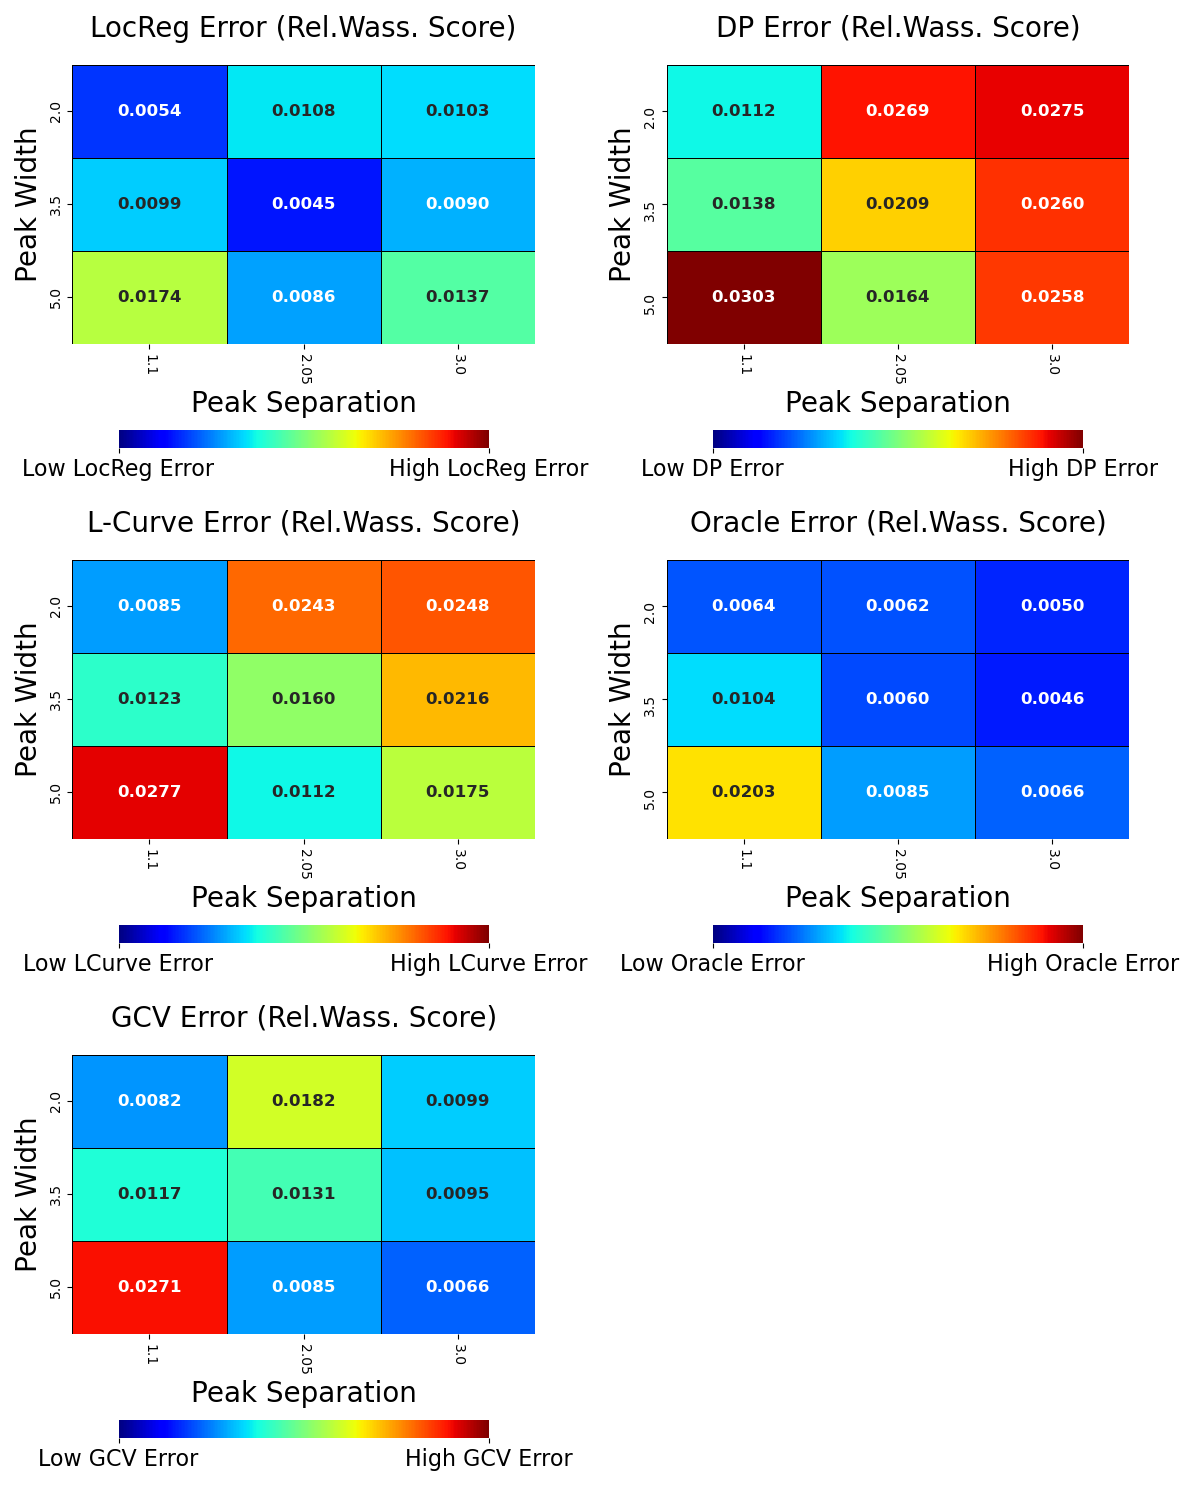 LocReg Error (Rel.Wass. Score)
Peak Width
2.0
0.0054 0.0108 0.0103
3.5
0.0099 0.0045 0.0090
5.0
0.0174 0.0086 0.0137
1.1 2.05 3.0
Peak Separation
Low LocReg Error High LocReg Error
DP Error (Rel.Wass. Score)
Peak Width
2.0
0.0112 0.0269 0.0275
3.5
0.0138 0.0209 0.0260
5.0
0.0303 0.0164 0.0258
1.1 2.05 3.0
Peak Separation
Low DP Error High DP Error
L-Curve Error (Rel.Wass. Score)
Peak Width
2.0
0.0085 0.0243 0.0248
3.5
0.0123 0.0160 0.0216
5.0
0.0277 0.0112 0.0175
1.1 2.05 3.0
Peak Separation
Low LCurve Error High LCurve Error
Oracle Error (Rel.Wass. Score)
Peak Width
2.0
0.0064 0.0062 0.0050
3.5
0.0104 0.0060 0.0046
5.0
0.0203 0.0085 0.0066
1.1 2.05 3.0
Peak Separation
Low Oracle Error High Oracle Error
GCV Error (Rel.Wass. Score)
Peak Width
2.0
0.0082 0.0182 0.0099
3.5
0.0117 0.0131 0.0095
5.0
0.0271 0.0085 0.0066
1.1 2.05 3.0
Peak Separation
Low GCV Error High GCV Error